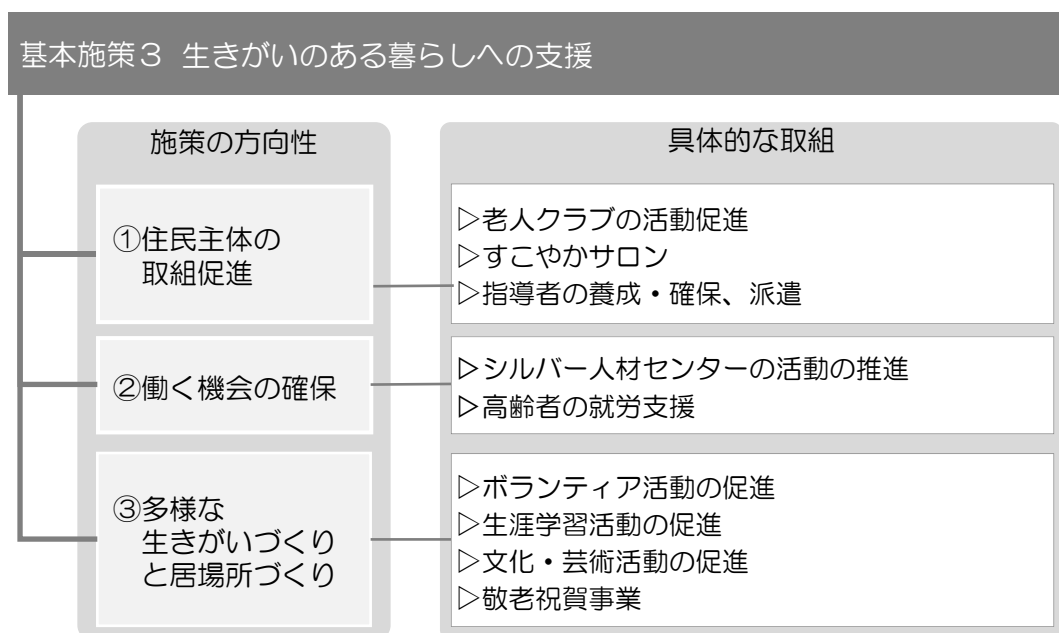 基本施策３ 生きがいのある暮らしへの支援
施策の方向性
具体的な取組
①住民主体の
取組促進
▷老人クラブの活動促進
▷すこやかサロン
▷指導者の養成・確保、派遣
②働く機会の確保
▷シルバー人材センターの活動の推進
▷高齢者の就労支援
③多様な
生きがいづくり
と居場所づくり
▷ボランティア活動の促進
▷生涯学習活動の促進
▷文化・芸術活動の促進
▷敬老祝賀事業